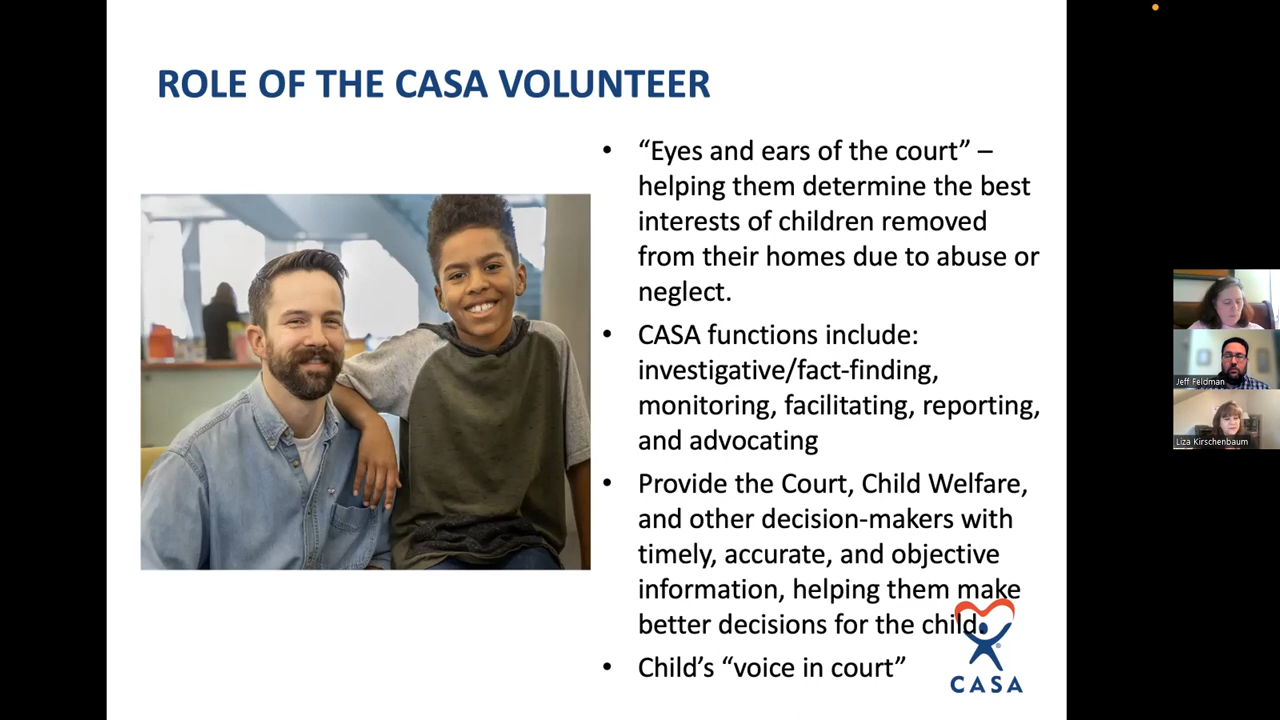 ROLE OF THE CASA VOLUNTEER
• “Eyes and ears of the court” –
helping them determine the best
interests of children removed
from their homes due to abuse or
neglect.
• CASA functions include:
investigative/fact-finding,
monitoring, facilitating, reporting,
and advocating
• Provide the Court, Child Welfare,
and other decision-makers with
timely, accurate, and objective
information, helping them make
better decisions for the child.
• Child’s “voice in court”
CASA
Jeff Feldman
Liza Kirschenbaum